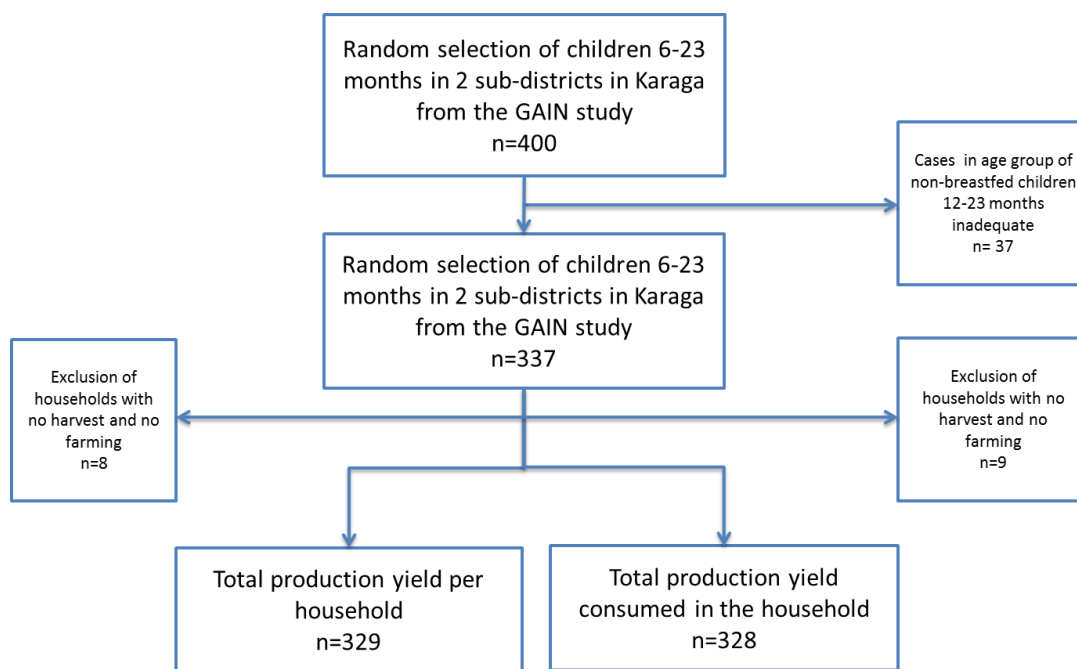 Random selection of children 6-23
months in 2 sub-districts in Karaga
from the GAIN study
n=400
Cases in age group of
non-breastfed children
12-23 months
inadequate
n= 37
Random selection of children 6-23
months in 2 sub-districts in Karaga
from the GAIN study
n=337
Exclusion of
households with
no harvest and no
farming
n=8
Exclusion of
households with no
harvest and no
farming
n=9
Total production yield per
household
n=329
Total production yield
consumed in the household
n=328